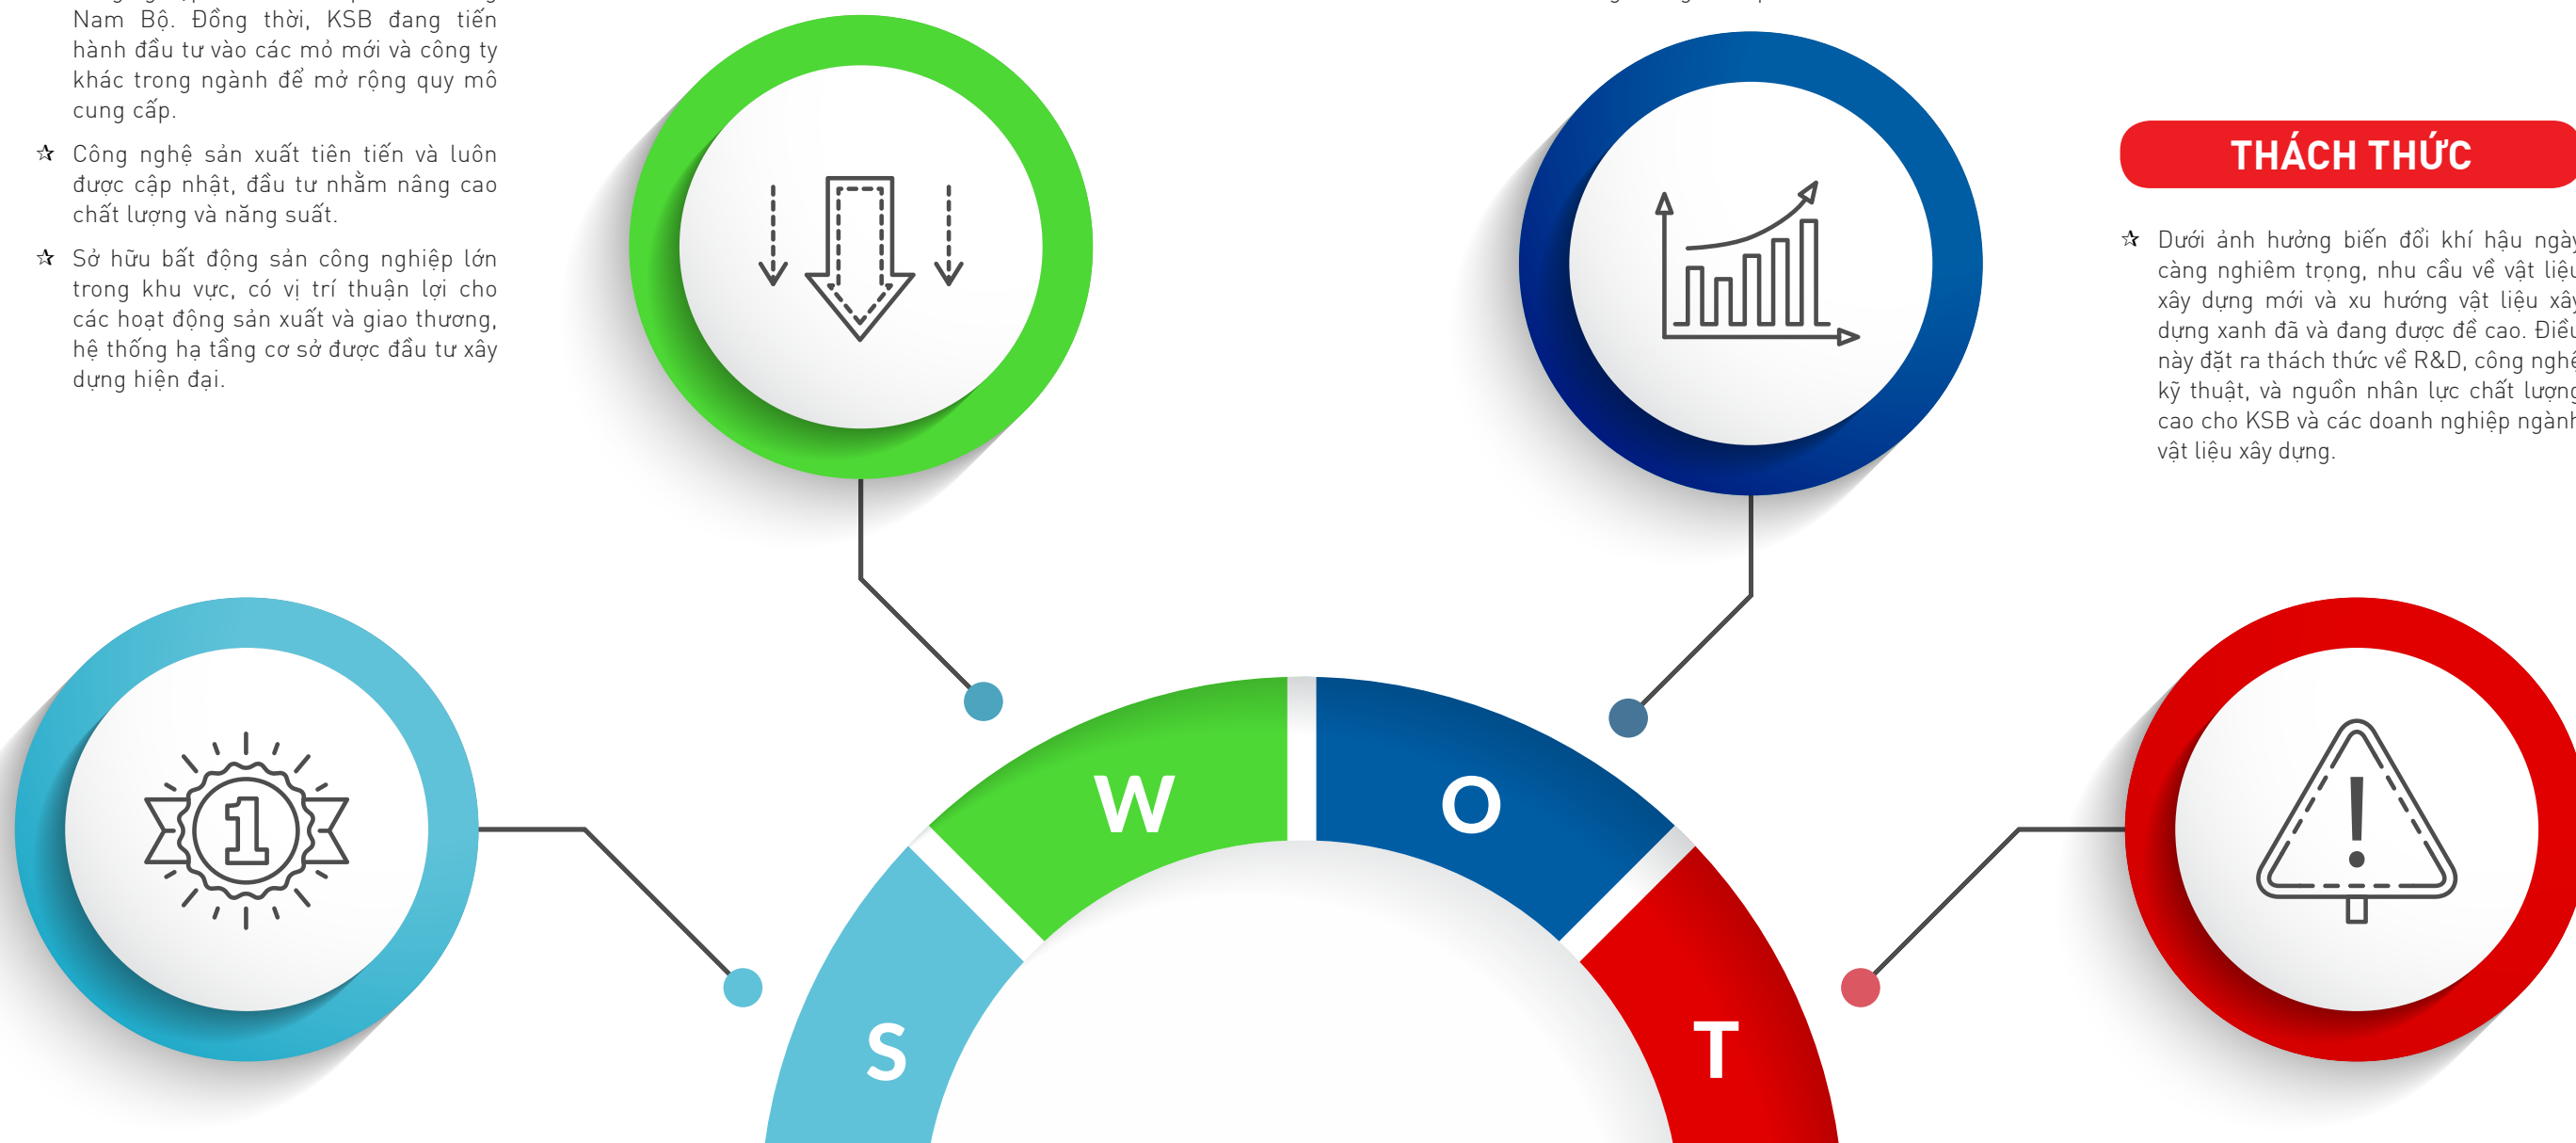 Nam Bộ. Đồng thời, KSB đang tiến
hành đầu tư vào các mỏ mới và công ty
khác trong ngành để mở rộng quy mô
cung cấp.
☆ Công nghệ sản xuất tiên tiến và luôn
được cập nhật, đầu tư nhằm nâng cao
chất lượng và năng suất.
☆ Sở hữu bất động sản công nghiệp lớn
trong khu vực, có vị trí thuận lợi cho
các hoạt động sản xuất và giao thương,
hệ thống hạ tầng cơ sở được đầu tư xây
dựng hiện đại.
THÁCH THỨC
☆ Dưới ảnh hưởng biến đổi khí hậu ngày
càng nghiêm trọng, nhu cầu về vật liệu
xây dựng mới và xu hướng vật liệu xây
dựng xanh đã và đang được đề cao. Điều
này đặt ra thách thức về R&D, công nghệ
kỹ thuật, và nguồn nhân lực chất lượng
cao cho KSB và các doanh nghiệp ngành
vật liệu xây dựng.
1
!
S
W
O
T